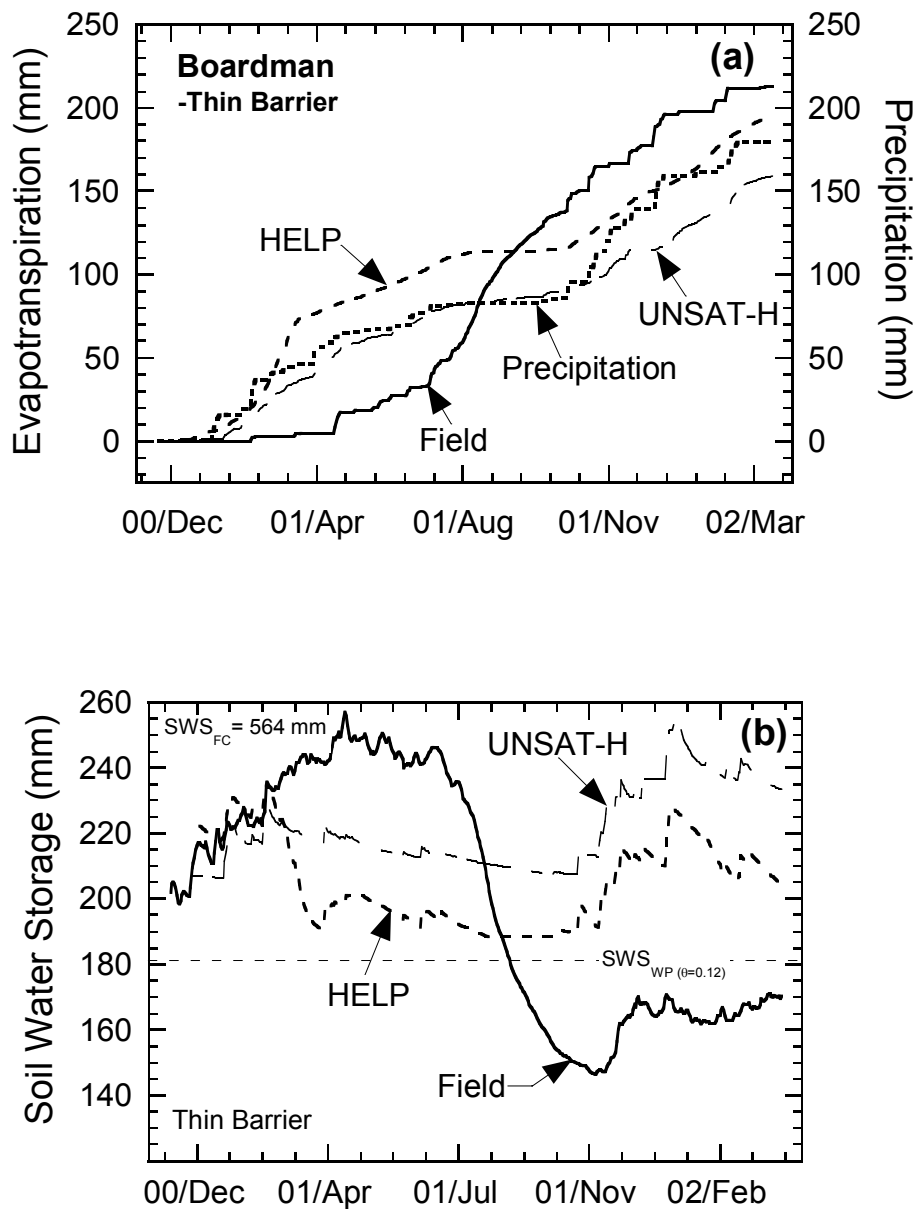 250
200
150
100
50
0
Evapotranspiration (mm)
Boardman
-Thin Barrier
(a)
HELP
UNSAT-H
Precipitation
Field
250
200
150
100
50
0
Precipitation (mm)
00/Dec 01/Apr 01/Aug 01/Nov 02/Mar
260
240
220
200
180
160
140
Soil Water Storage (mm)
SWSFC= 564 mm
(b)
UNSAT-H
SWSWP (θ=0.12)
HELP
Field
Thin Barrier
00/Dec 01/Apr 01/Jul 01/Nov 02/Feb